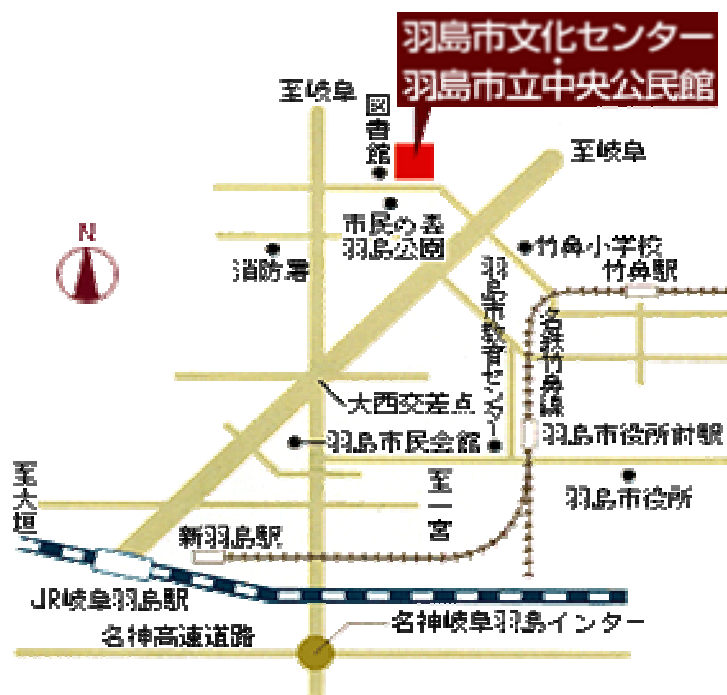 羽島市文化センター
・
羽島市立中央公民館
至岐阜
図書館
至岐阜
市民の森
羽島公園
竹鼻小学校
N
消防署
竹鼻駅
羽島市教育センター
名鉄竹鼻線
大西交差点
羽島市民会館
羽島市役所前駅
至大垣
至一宮
羽島市役所
新羽島駅
JR岐阜羽島駅
名神岐阜羽島インター
名神高速道路